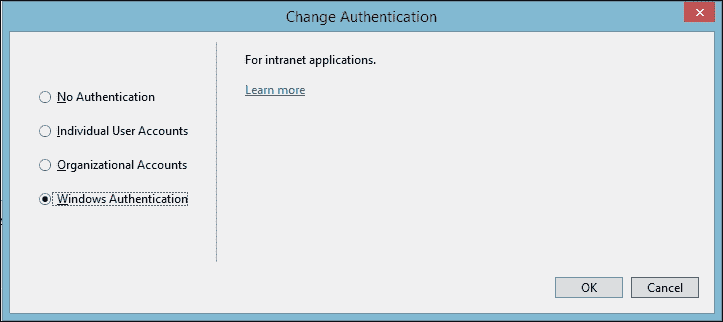 Change Authentication
No Authentication
Individual User Accounts
Organizational Accounts
Windows Authentication
For intranet applications.
Learn more
OK
Cancel